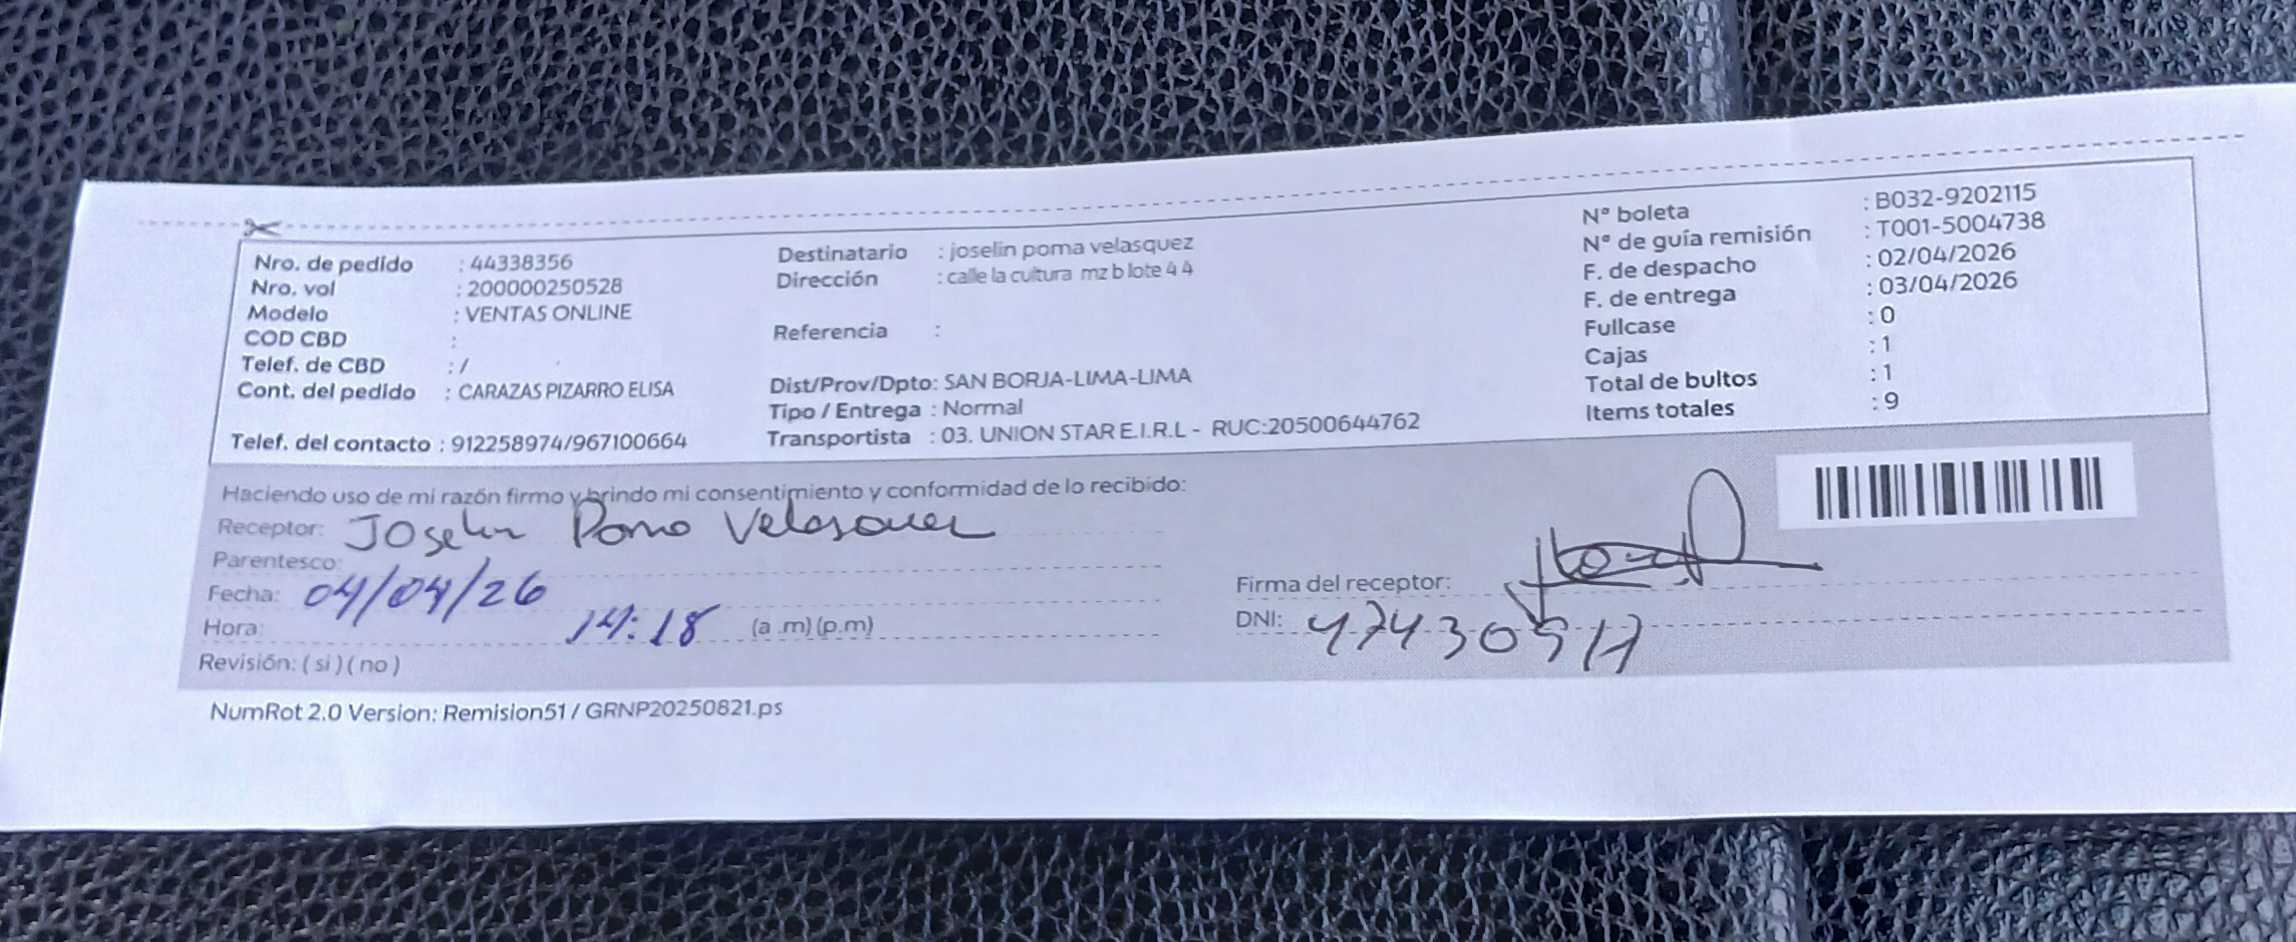 Nro. de pedido : 44338356
Nro. vol : 200000250528
Modelo : VENTAS ONLINE
COD CBD :
Telef. de CBD : /
Cont. del pedido : CARAZAS PIZARRO ELISA
Telef. del contacto : 912258974/967100664
Destinatario : joselin poma velasquez
Dirección : calle la cultura mz b lote 4 4
Referencia :
Dist/Prov/Dpto: SAN BORJA-LIMA-LIMA
Tipo / Entrega : Normal
Transportista : 03. UNION STAR E.I.R.L - RUC:20500644762
Nº boleta : B032-9202115
Nº de guía remisión : T001-5004738
F. de despacho : 02/04/2026
F. de entrega : 03/04/2026
Fullcase : 0
Cajas : 1
Total de bultos : 1
Items totales : 9
Haciendo uso de mi razón firmo y brindo mi consentimiento y conformidad de lo recibido:
Receptor: Joselin Poma Velasquez
Parentesco:
Fecha: 04/04/26
Hora: 14:18 (a .m) (p.m)
Revisión: ( si ) ( no )
Firma del receptor:
DNI: 47430517
NumRot 2.0 Version: Remision51 / GRNP20250821.ps